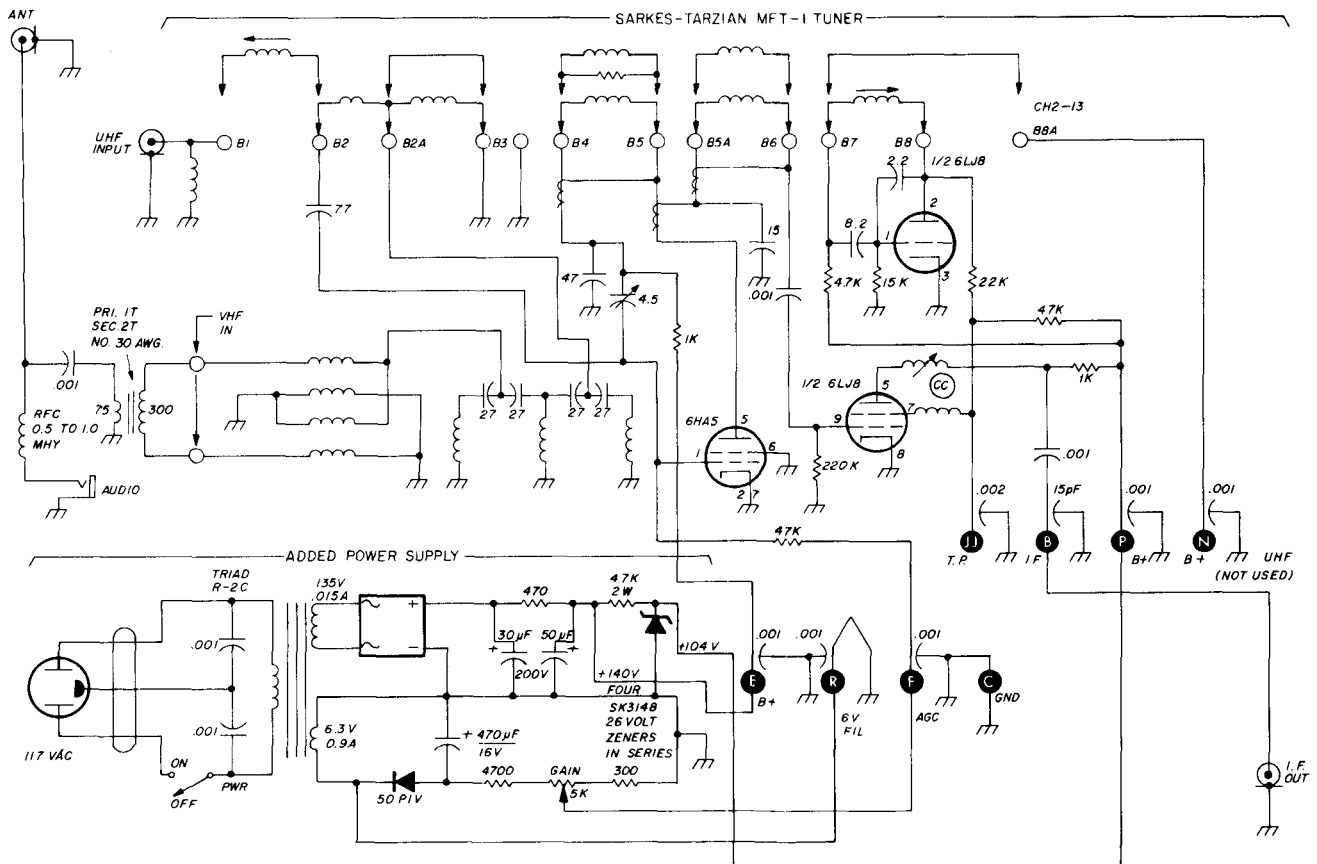 ANT
SARKES-TARZIAN MFT-1 TUNER
CH2-13
UHF
INPUT
B1
B2
B2A
B3
B4
B5
B5A
B6
B7
B8
B8A
2.2
1/2 6LJ8
77
2
8.2
1
3
15
47
4.5
.001
4.7K
15K
22K
47K
PRI. 1T
SEC. 2T
NO. 30 AWG.
VHF
IN
1K
1K
.001
75
300
RFC
0.5 TO 1.0
MHY
27
27
27
27
1/2 6LJ8
5
CC
7
9
8
6HA5
5
1
6
2
7
220K
.001
AUDIO
47K
.002
15pF
.001
.001
JJ
B
P
N
T.P.
I.F.
B+
B+
UHF
(NOT USED)
ADDED POWER SUPPLY
TRIAD
R-2C
135V
.015A
+
-
470
4.7K
2W
30µF
50µF
+
+
200V
+104V
+140V
.001
.001
.001
E
R
F
C
B+
6V
FIL
AGC
GND
FOUR
SK3148
26 VOLT
ZENERS
IN SERIES
.001
.001
117 VAC
ON
OFF
PWR
6.3V
0.9A
+ 470µF
16V
50 PIV
4700
GAIN
5K
300
I.F.
OUT